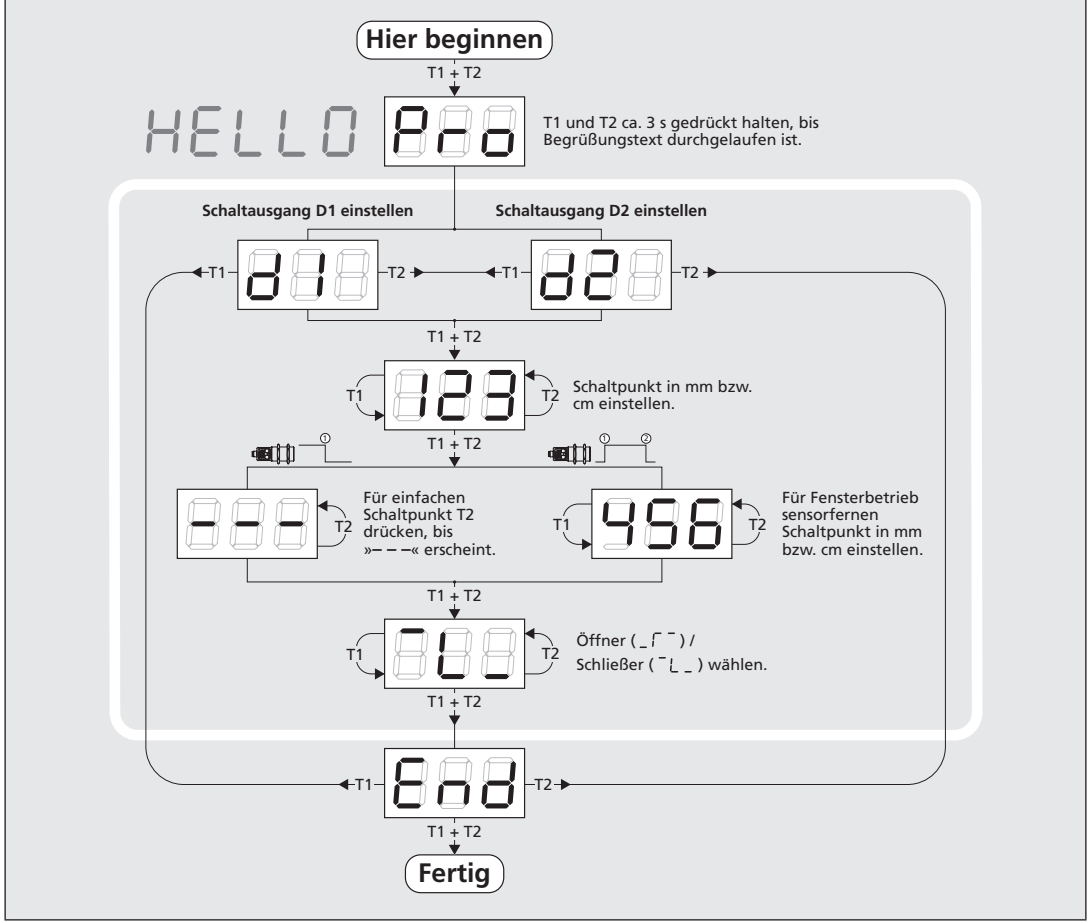 Hier beginnen
T1 + T2
HELLO
Pro
T1 und T2 ca. 3 s gedrückt halten, bis
Begrüßungstext durchgelaufen ist.
Schaltausgang D1 einstellen
Schaltausgang D2 einstellen
T1
d1
T2
T1
d2
T2
T1 + T2
T1
123
T2
Schaltpunkt in mm bzw.
cm einstellen.
T1 + T2
①
① ②
---
T2
Für einfachen
Schaltpunkt T2
drücken, bis
»– – –« erscheint.
T1
456
T2
Für Fensterbetrieb
sensorfernen
Schaltpunkt in mm
bzw. cm einstellen.
T1 + T2
T1
¯L_
T2
Öffner ( _Γ¯ ) /
Schließer ( ¯L_ ) wählen.
T1 + T2
T1
End
T2
T1 + T2
Fertig